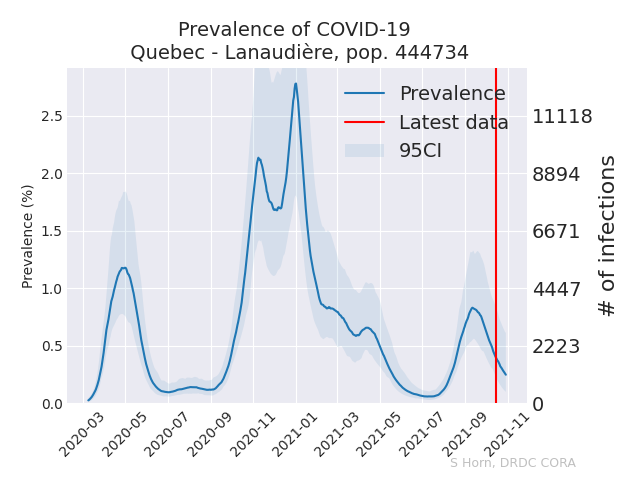 Prevalence of COVID-19
Quebec - Lanaudière, pop. 444734
Prevalence
Latest data
95CI
Prevalence (%)
2.5
2.0
1.5
1.0
0.5
0.0
11118
8894
6671
4447
2223
0
# of infections
2020-03
2020-05
2020-07
2020-09
2020-11
2021-01
2021-03
2021-05
2021-07
2021-09
2021-11
S Horn, DRDC CORA